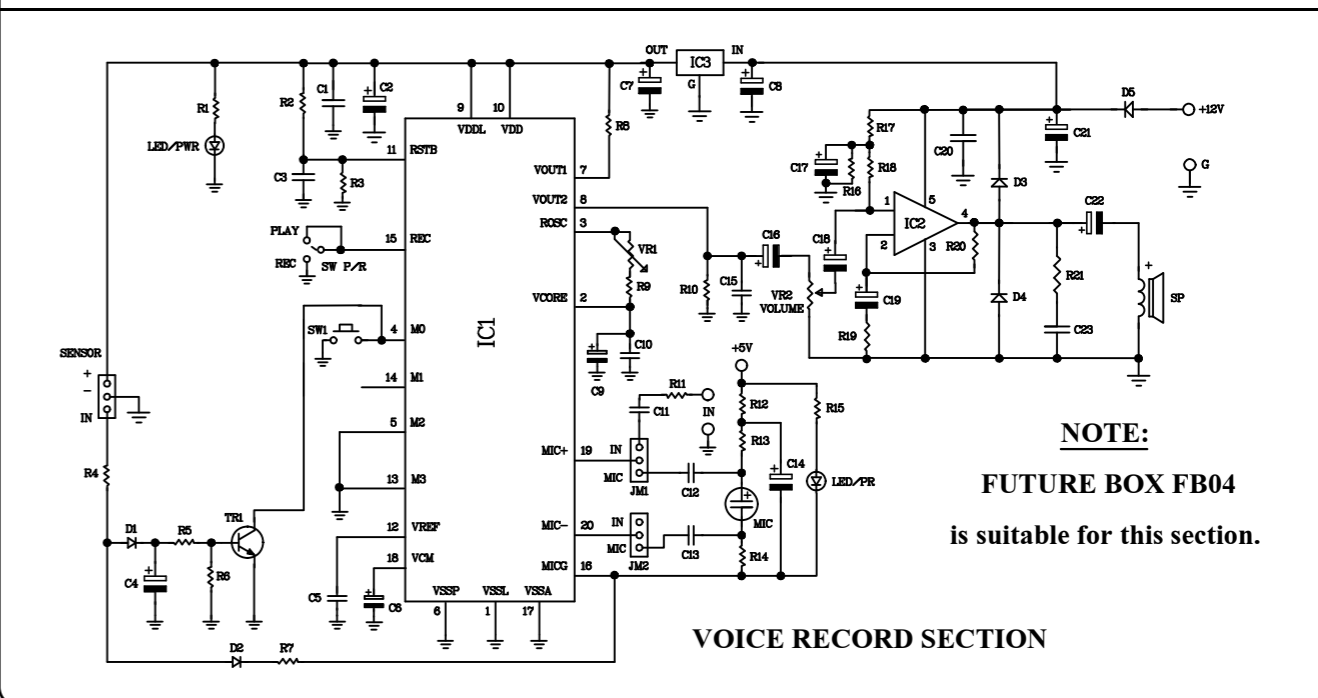 OUT
IN
IC3
G
C7
C8
R1
LED/PWR
R2
C1
C2
9
10
VDDL
VDD
R8
D5
+12V
G
R17
C17
R16
R18
C20
C21
D3
11
RSTB
C3
R3
VOUT1
7
VOUT2
8
ROSC
3
PLAY
REC
SW P/R
15
REC
VR1
R9
VCORE
2
C16
C18
R10
C15
VR2
VOLUME
1
2
IC2
5
4
3
R20
C22
C19
R19
R21
D4
C23
+
SP
IC1
SW1
4
M0
C9
C10
SENSOR
+
−
IN
14
M1
5
M2
13
M3
R4
+5V
R11
C11
IN
R12
R13
R15
MIC+
19
IN
MIC
JM1
C12
C14
LED/PR
MIC
MIC-
20
IN
MIC
JM2
C13
R14
MICG
16
TR1
D1
R5
C4
R6
12
VREF
18
VCM
C5
C6
VSSP
VSSL
VSSA
6
1
17
D2
R7
NOTE:
FUTURE BOX FB04
is suitable for this section.
VOICE RECORD SECTION